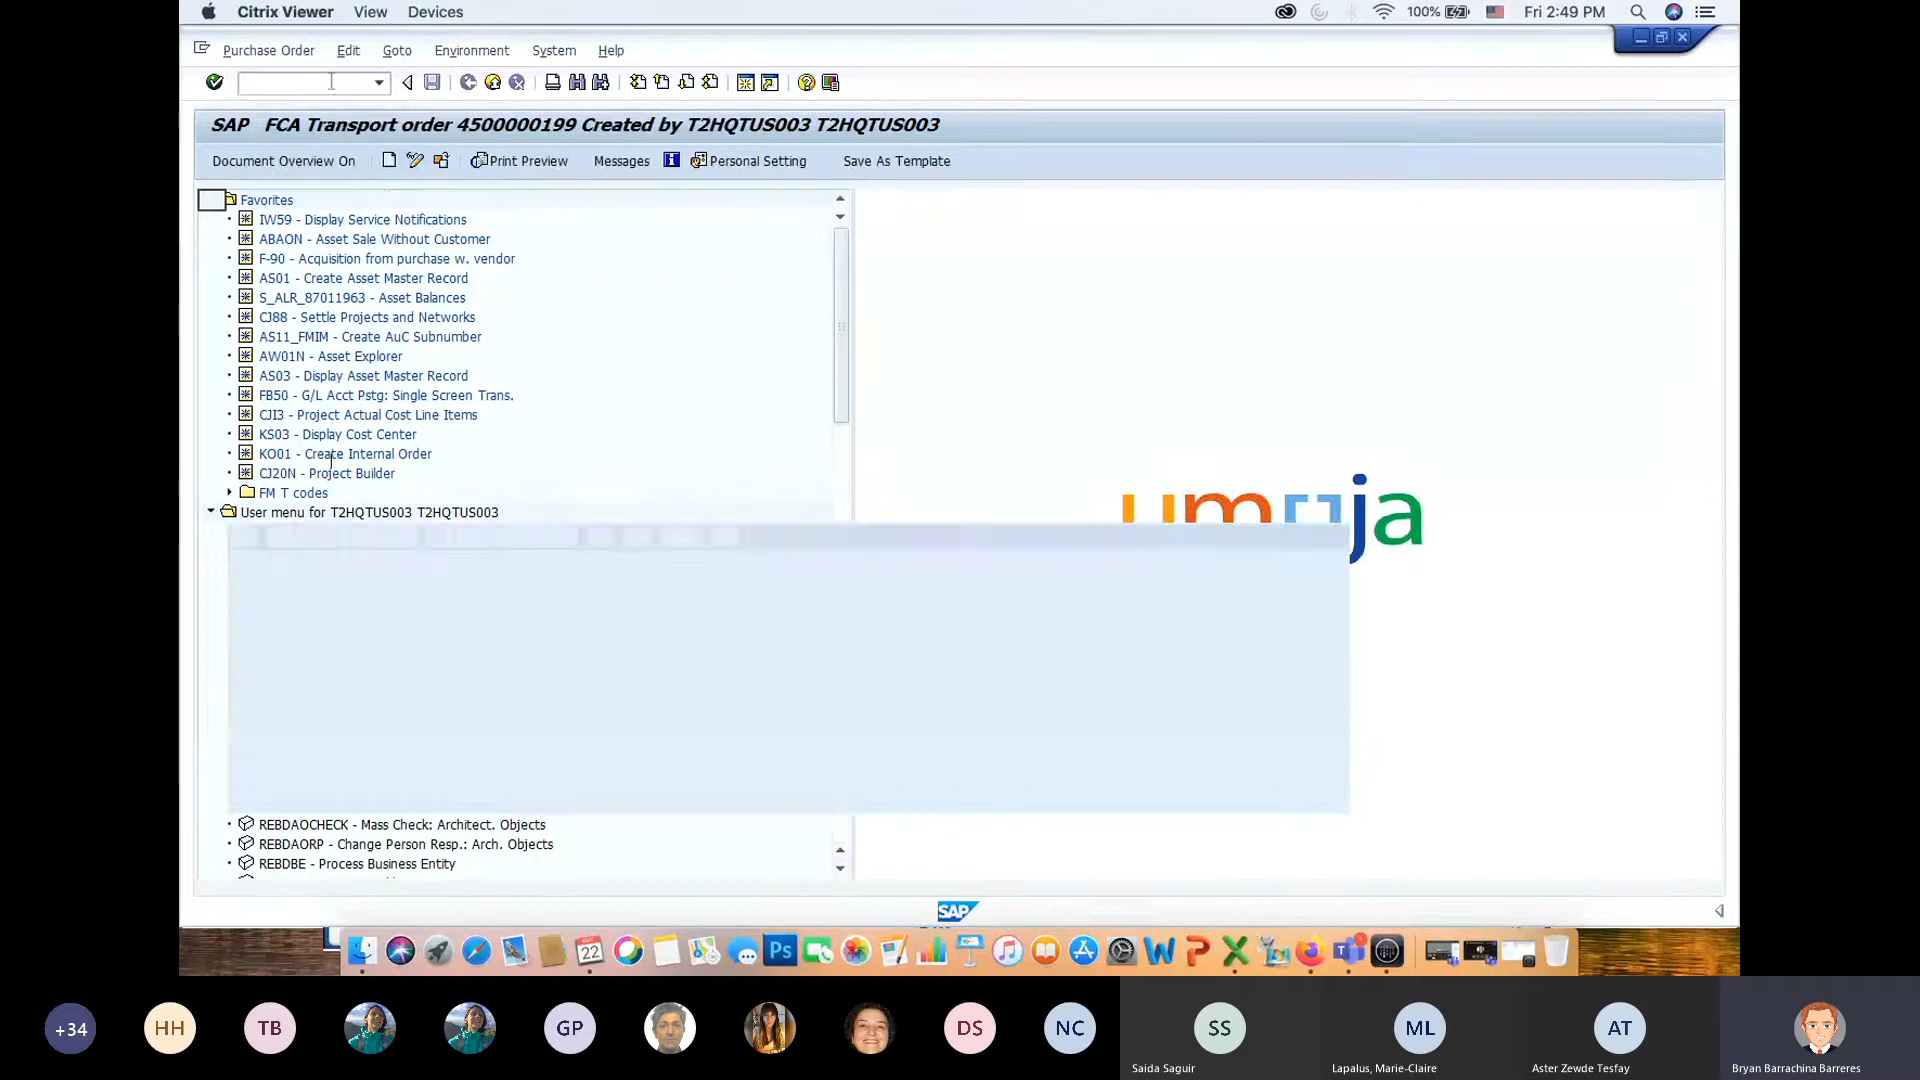 Citrix Viewer View Devices 100% Fri 2:49 PM
Purchase Order Edit Goto Environment System Help
SAP FCA Transport order 4500000199 Created by T2HQTUS003 T2HQTUS003
Document Overview On Print Preview Messages Personal Setting Save As Template
Favorites
IW59 - Display Service Notifications
ABAON - Asset Sale Without Customer
F-90 - Acquisition from purchase w. vendor
AS01 - Create Asset Master Record
S_ALR_87011963 - Asset Balances
CJ88 - Settle Projects and Networks
AS11_FMIM - Create AuC Subnumber
AW01N - Asset Explorer
AS03 - Display Asset Master Record
FB50 - G/L Acct Pstg: Single Screen Trans.
CJI3 - Project Actual Cost Line Items
KS03 - Display Cost Center
KO01 - Create Internal Order
CJ20N - Project Builder
FM T codes
User menu for T2HQTUS003 T2HQTUS003
umoja
REBDAOCHECK - Mass Check: Architect. Objects
REBDAORP - Change Person Resp.: Arch. Objects
REBDBE - Process Business Entity
SAP
22 Ps W P X
+34 HH TB GP DS NC SS ML AT
Saida Saguir Lapalus, Marie-Claire Aster Zewde Tesfay Bryan Barrachina Barreres